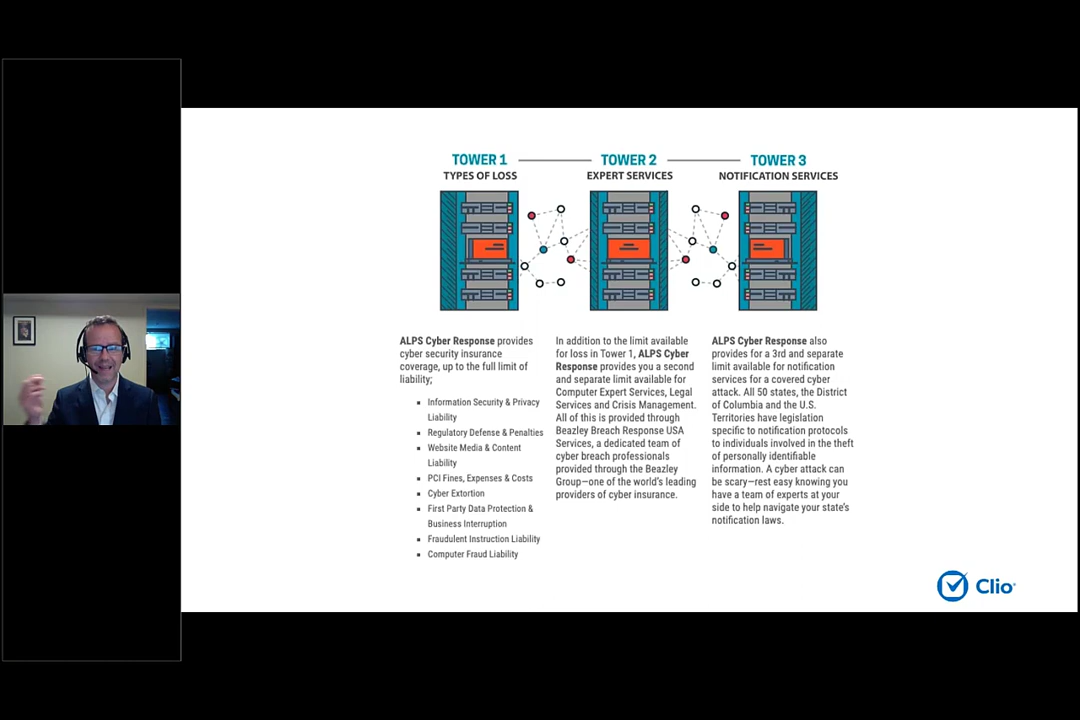 TOWER 1
TYPES OF LOSS
TOWER 2
EXPERT SERVICES
TOWER 3
NOTIFICATION SERVICES
ALPS Cyber Response provides
cyber security insurance
coverage, up to the full limit of
liability;
▪ Information Security & Privacy
Liability
▪ Regulatory Defense & Penalties
▪ Website Media & Content
Liability
▪ PCI Fines, Expenses & Costs
▪ Cyber Extortion
▪ First Party Data Protection &
Business Interruption
▪ Fraudulent Instruction Liability
▪ Computer Fraud Liability
In addition to the limit available
for loss in Tower 1, ALPS Cyber
Response provides you a second
and separate limit available for
Computer Expert Services, Legal
Services and Crisis Management.
All of this is provided through
Beazley Breach Response USA
Services, a dedicated team of
cyber breach professionals
provided through the Beazley
Group—one of the world's leading
providers of cyber insurance.
ALPS Cyber Response also
provides for a 3rd and separate
limit available for notification
services for a covered cyber
attack. All 50 states, the District
of Columbia and the U.S.
Territories have legislation
specific to notification protocols
to individuals involved in the theft
of personally identifiable
information. A cyber attack can
be scary—rest easy knowing you
have a team of experts at your
side to help navigate your state's
notification laws.
Clio